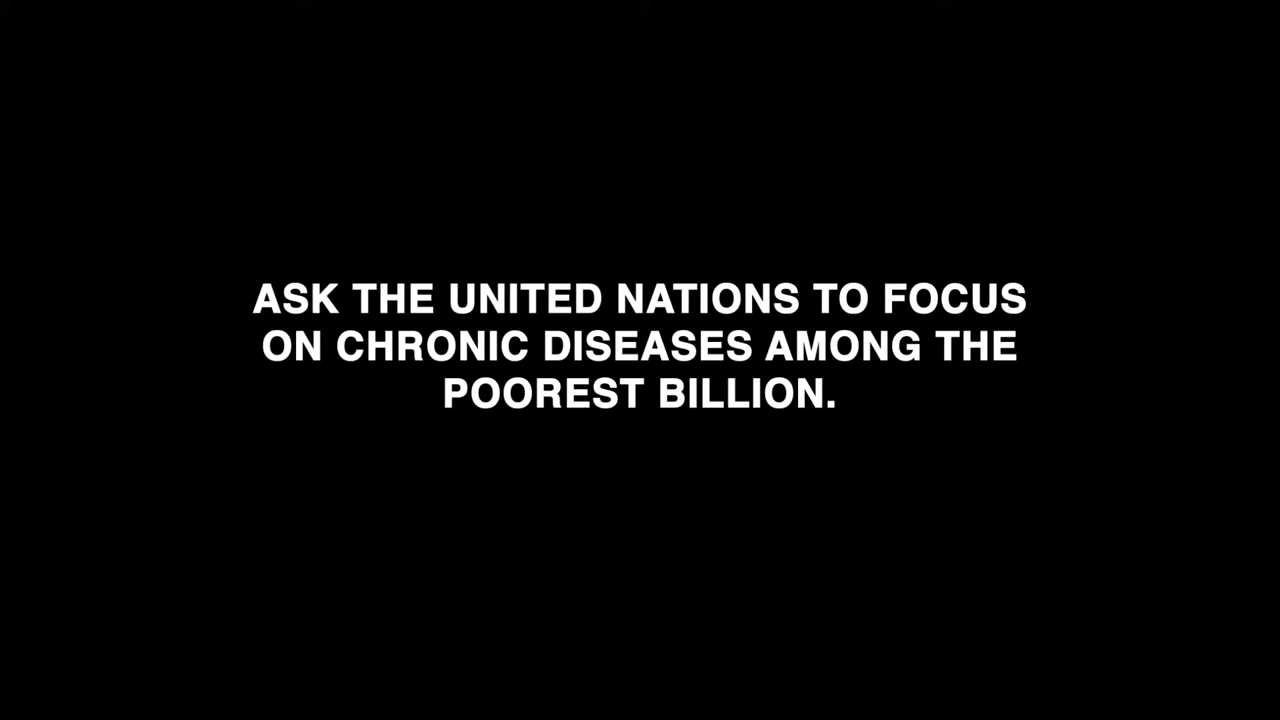 ASK THE UNITED NATIONS TO FOCUS
ON CHRONIC DISEASES AMONG THE
POOREST BILLION.